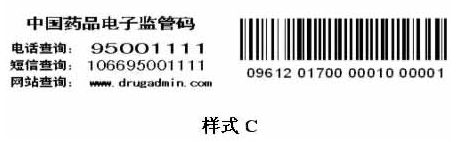 中国药品电子监管码
电话查询： 95001111
短信查询： 106695001111
网站查询： www.drugadmin.com
09612 01700 00010 00001
样式 C